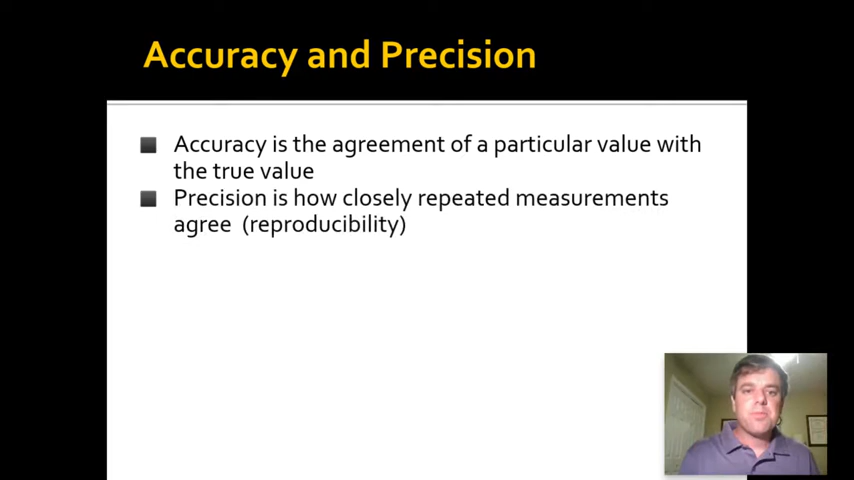 Accuracy and Precision
Accuracy is the agreement of a particular value with
the true value
Precision is how closely repeated measurements
agree (reproducibility)